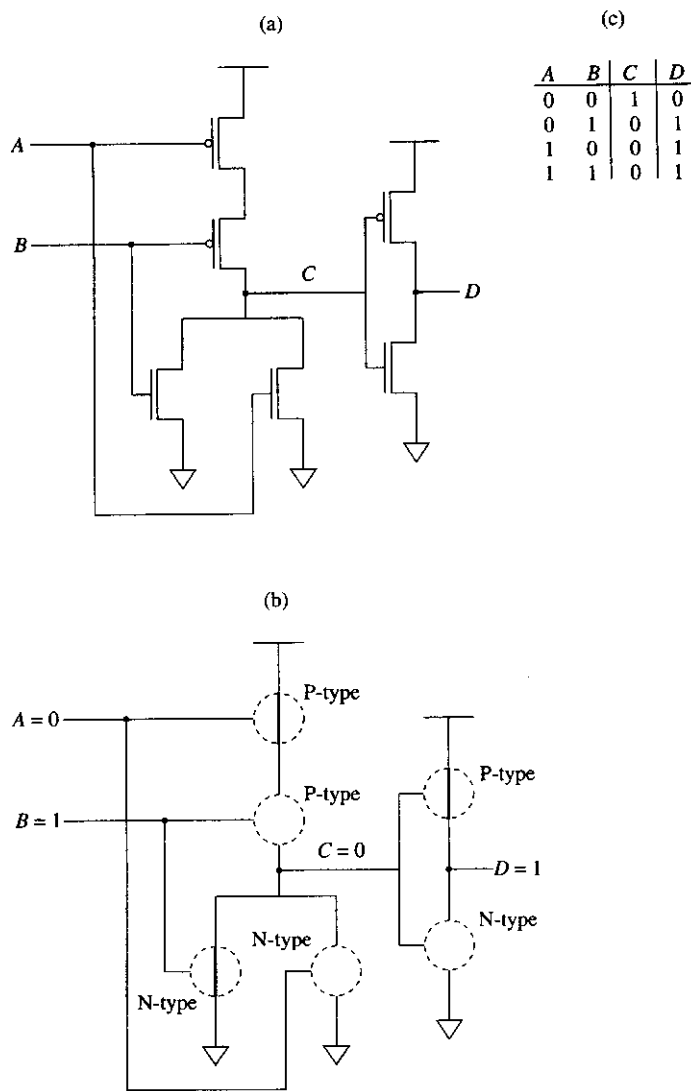 (a)
(c)
A B C D
0 0 1 0
0 1 0 1
1 0 0 1
1 1 0 1
A
B
C
D
(b)
P-type
A = 0
P-type
P-type
B = 1
C = 0
D = 1
N-type
N-type
N-type